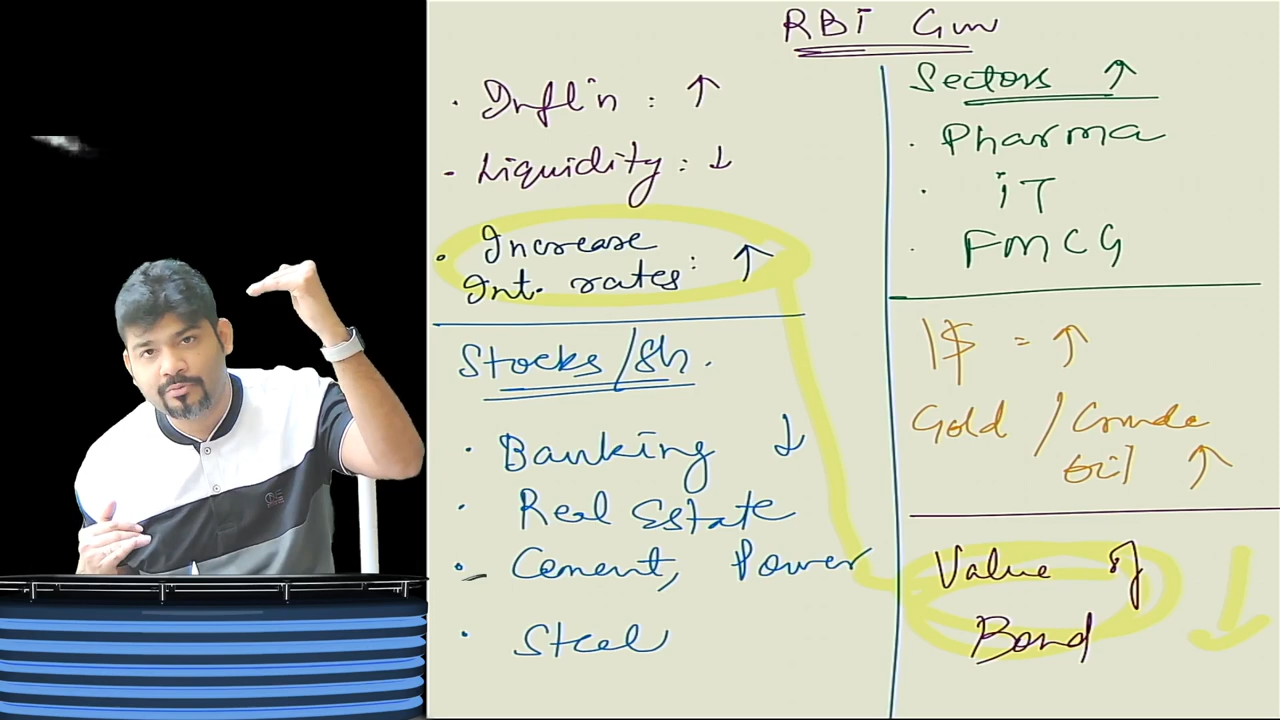 RBI Guv
· Infl'n : ↑
- Liquidity : ↓
· Increase
Int. rates : ↑
Stocks/Sh.
· Banking ↓
· Real Estate
· Cement, Power
· Steel
Sectors ↑
· Pharma
· iT
· FMCG
1$ = ↑
Gold / Crude
Oil ↑
Value of
Bond ↓